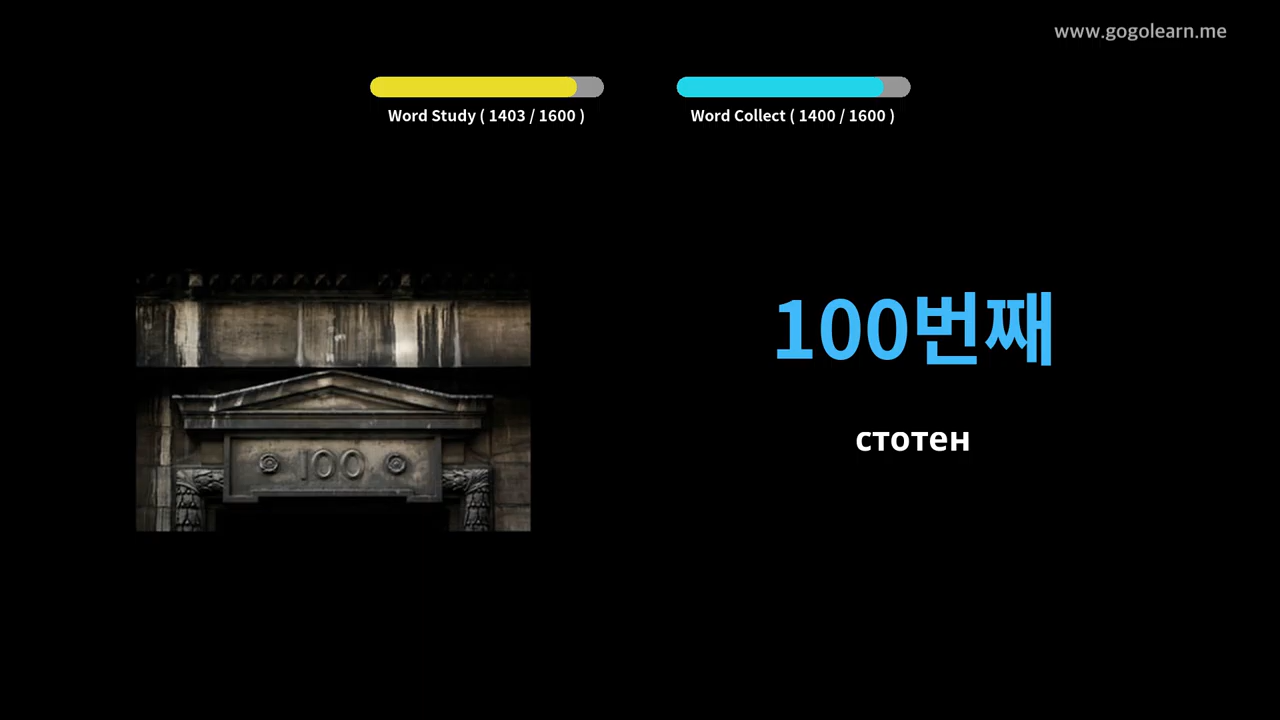 www.gogolearn.me
Word Study ( 1403 / 1600 )
Word Collect ( 1400 / 1600 )
100번째
стотен
100